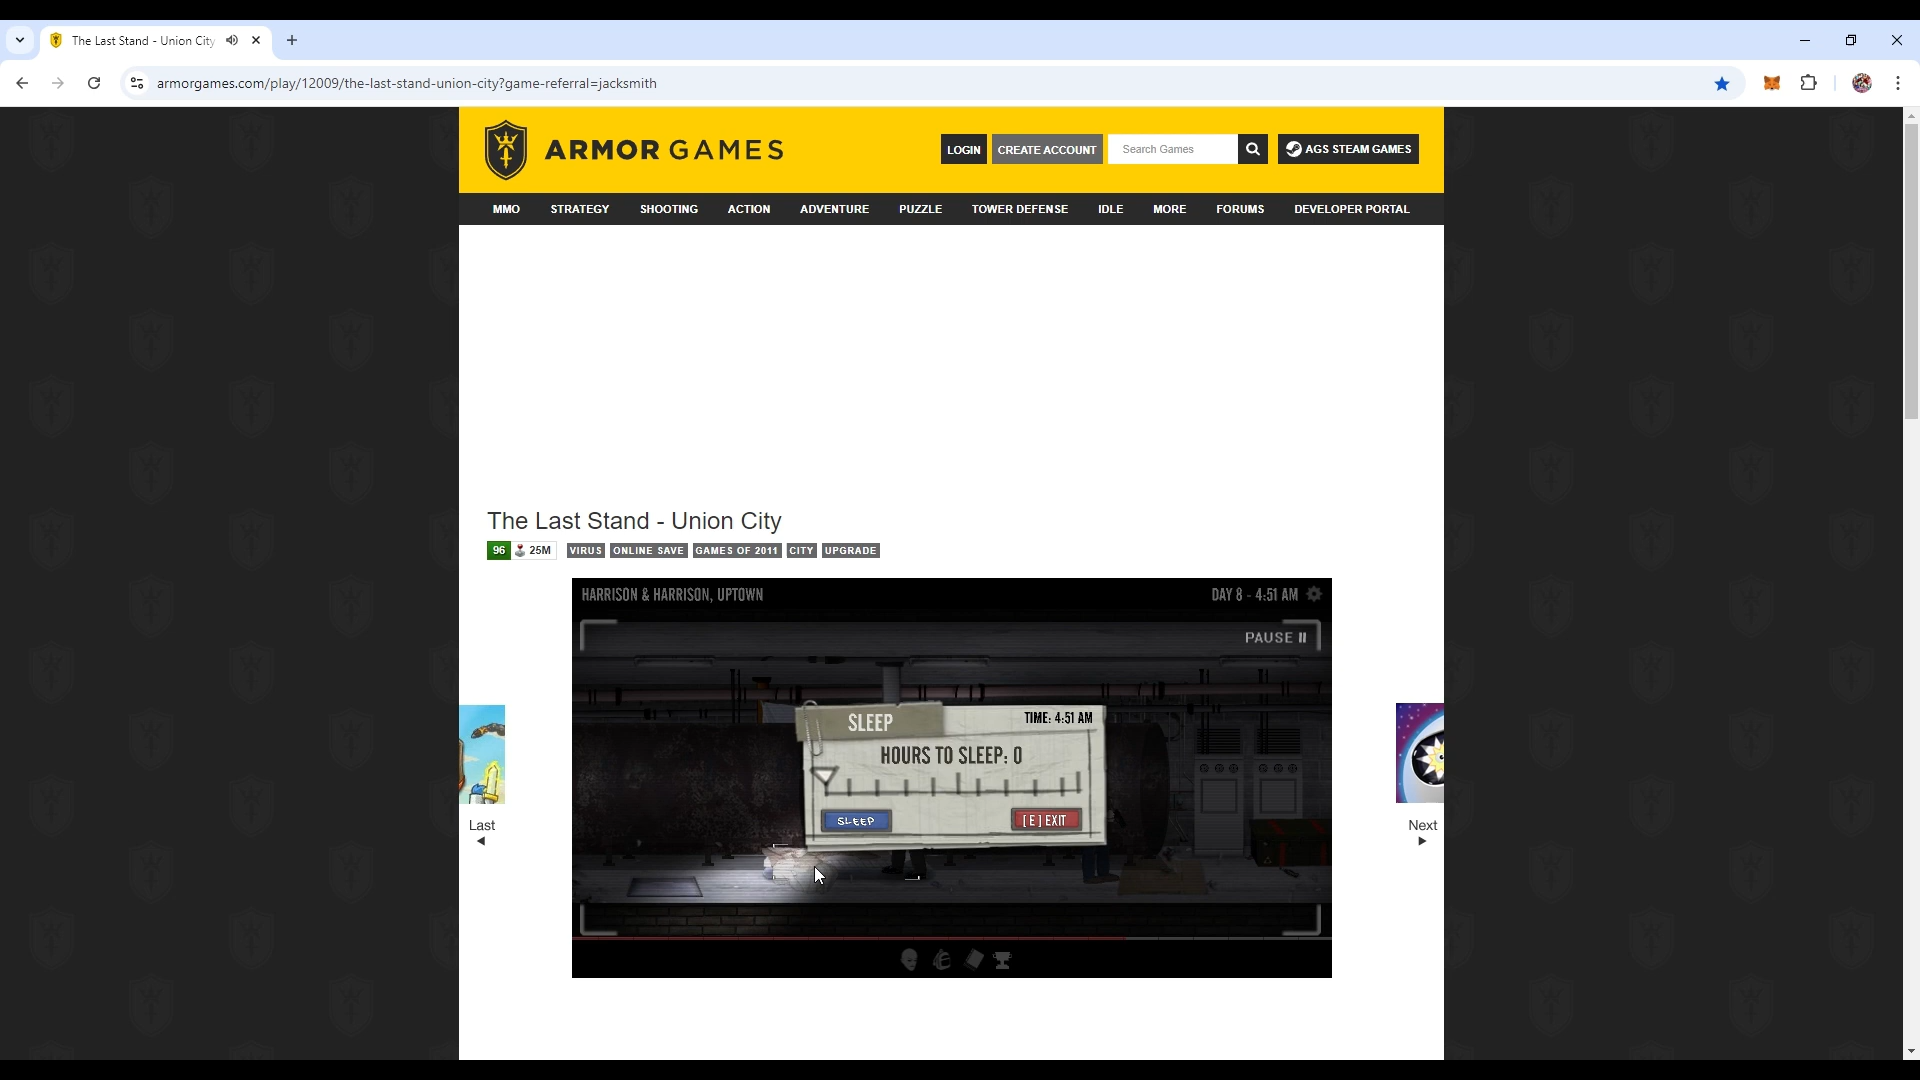 The Last Stand - Union City
armorgames.com/play/12009/the-last-stand-union-city?game-referral=jacksmith
ARMOR GAMES
LOGIN
CREATE ACCOUNT
Search Games
AGS STEAM GAMES
MMO STRATEGY SHOOTING ACTION ADVENTURE PUZZLE TOWER DEFENSE IDLE MORE FORUMS DEVELOPER PORTAL
The Last Stand - Union City
96 25M VIRUS ONLINE SAVE GAMES OF 2011 CITY UPGRADE
HARRISON & HARRISON, UPTOWN
DAY 8 - 4:51 AM
PAUSE
SLEEP
TIME: 4:51 AM
HOURS TO SLEEP: 0
SLEEP
[ E ] EXIT
Last
Next